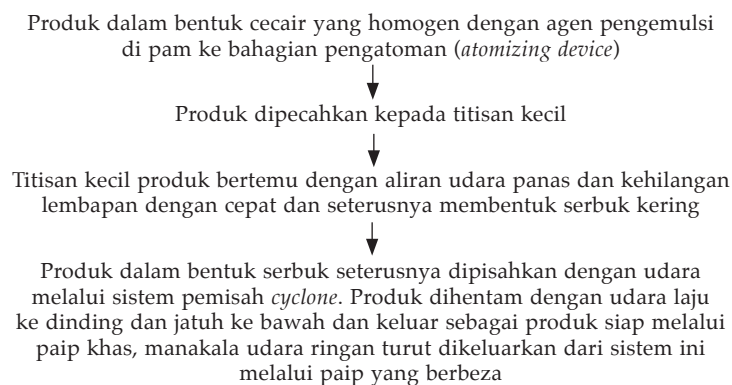 Produk dalam bentuk cecair yang homogen dengan agen pengemulsi
di pam ke bahagian pengatoman (atomizing device)
Produk dipecahkan kepada titisan kecil
Titisan kecil produk bertemu dengan aliran udara panas dan kehilangan
lembapan dengan cepat dan seterusnya membentuk serbuk kering
Produk dalam bentuk serbuk seterusnya dipisahkan dengan udara
melalui sistem pemisah cyclone. Produk dihentam dengan udara laju
ke dinding dan jatuh ke bawah dan keluar sebagai produk siap melalui
paip khas, manakala udara ringan turut dikeluarkan dari sistem ini
melalui paip yang berbeza